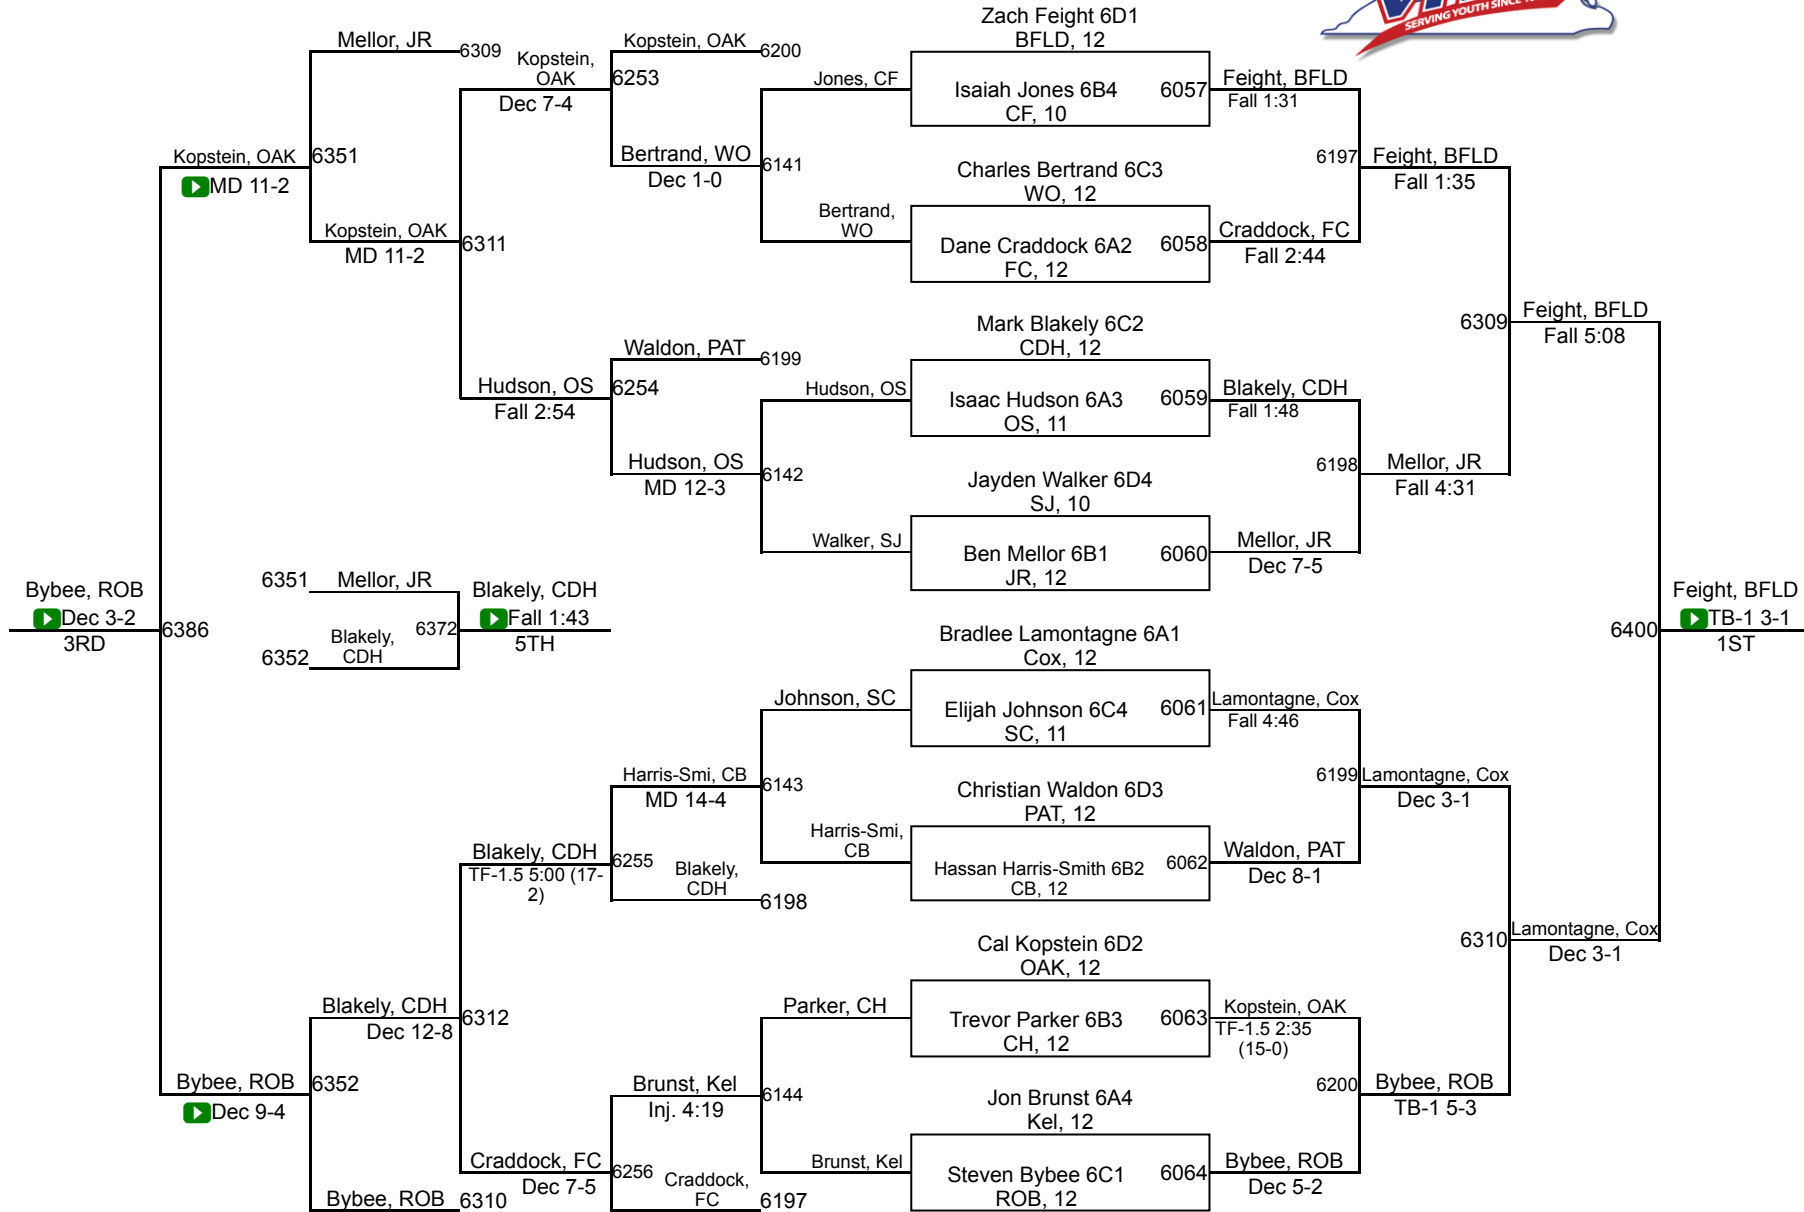 SERVING YOUTH SINCE
Zach Feight 6D1
BFLD, 12
Isaiah Jones 6B4
CF, 10
6057
Charles Bertrand 6C3
WO, 12
Dane Craddock 6A2
FC, 12
6058
Mark Blakely 6C2
CDH, 12
Isaac Hudson 6A3
OS, 11
6059
Jayden Walker 6D4
SJ, 10
Ben Mellor 6B1
JR, 12
6060
Bradlee Lamontagne 6A1
Cox, 12
Elijah Johnson 6C4
SC, 11
6061
Christian Waldon 6D3
PAT, 12
Hassan Harris-Smith 6B2
CB, 12
6062
Cal Kopstein 6D2
OAK, 12
Trevor Parker 6B3
CH, 12
6063
Jon Brunst 6A4
Kel, 12
Steven Bybee 6C1
ROB, 12
6064
Feight, BFLD
Fall 1:31
Craddock, FC
Fall 2:44
Blakely, CDH
Fall 1:48
Mellor, JR
Dec 7-5
Lamontagne, Cox
Fall 4:46
Waldon, PAT
Dec 8-1
Kopstein, OAK
TF-1.5 2:35
(15-0)
Bybee, ROB
Dec 5-2
6197
Feight, BFLD
Fall 1:35
6198
Mellor, JR
Fall 4:31
6199
Lamontagne, Cox
Dec 3-1
6200
Bybee, ROB
TB-1 5-3
6309
Feight, BFLD
Fall 5:08
6310
Lamontagne, Cox
Dec 3-1
6400
Feight, BFLD
TB-1 3-1
1ST
Jones, CF
Bertrand,
WO
6141
Bertrand, WO
Dec 1-0
Hudson, OS
Walker, SJ
6142
Hudson, OS
MD 12-3
Johnson, SC
Harris-Smi,
CB
6143
Harris-Smi, CB
MD 14-4
Parker, CH
Brunst, Kel
6144
Brunst, Kel
Inj. 4:19
Kopstein, OAK
6200
6253
Kopstein,
OAK
Dec 7-4
Waldon, PAT
6199
6254
Hudson, OS
Fall 2:54
6255
Blakely,
CDH
6198
Blakely, CDH
TF-1.5 5:00 (17-
2)
6256
Craddock,
FC
6197
Craddock, FC
Dec 7-5
6311
Kopstein, OAK
MD 11-2
6312
Blakely, CDH
Dec 12-8
Mellor, JR
6309
6351
Kopstein, OAK
MD 11-2
Bybee, ROB
6310
6352
Bybee, ROB
Dec 9-4
6386
Bybee, ROB
Dec 3-2
3RD
6351
Mellor, JR
6352
Blakely,
CDH
6372
Blakely, CDH
Fall 1:43
5TH